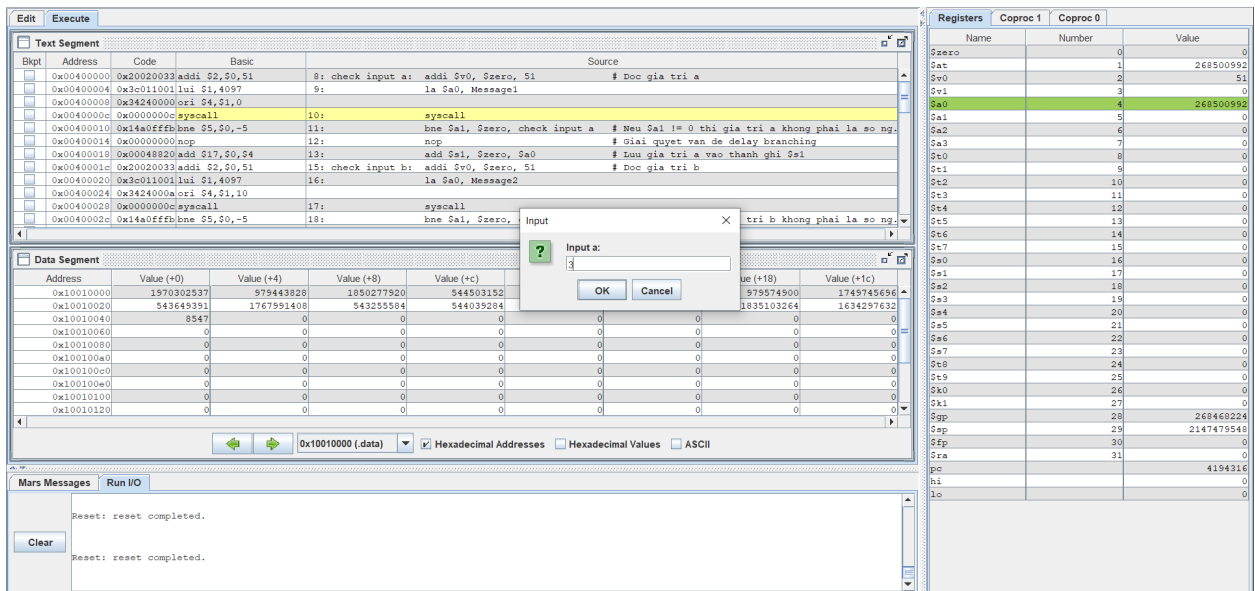 Edit Execute
Text Segment
Bkpt Address Code Basic Source
0x00400000 0x20020033 addi $2,$0,51 8: check input a: addi $v0, $zero, 51 # Doc gia tri a
0x00400004 0x3c011001 lui $1,4097 9: la $a0, Message1
0x00400008 0x34240000 ori $4,$1,0
0x0040000c 0x0000000c syscall 10: syscall
0x00400010 0x14a0fffb bne $5,$0,-5 11: bne $a1, $zero, check input a # Neu $a1 != 0 thi gia tri a khong phai la so ng.
0x00400014 0x00000000 nop 12: nop # Giai quyet van de delay branching
0x00400018 0x00048820 add $17,$0,$4 13: add $s1, $zero, $a0 # Luu gia tri a vao thanh ghi $s1
0x0040001c 0x20020033 addi $2,$0,51 15: check input b: addi $v0, $zero, 51 # Doc gia tri b
0x00400020 0x3c011001 lui $1,4097 16: la $a0, Message2
0x00400024 0x3424000a ori $4,$1,10
0x00400028 0x0000000c syscall 17: syscall
0x0040002c 0x14a0fffb bne $5,$0,-5 18: bne $a1, $zero, tri b khong phai la so ng.
Input
Input a:
3
OK Cancel
Data Segment
Address Value (+0) Value (+4) Value (+8) Value (+c) ue (+18) Value (+1c)
0x10010000 1970302537 979443828 1850277920 544503152 979574900 1749745696
0x10010020 543649391 1767991408 543255584 544039284 1835103264 1634297632
0x10010040 8547 0 0 0 0 0 0 0
0x10010060 0 0 0 0 0 0 0 0
0x10010080 0 0 0 0 0 0 0 0
0x100100a0 0 0 0 0 0 0 0 0
0x100100c0 0 0 0 0 0 0 0 0
0x100100e0 0 0 0 0 0 0 0 0
0x10010100 0 0 0 0 0 0 0 0
0x10010120 0 0 0 0 0 0 0 0
0x10010000 (.data) Hexadecimal Addresses Hexadecimal Values ASCII
Mars Messages Run I/O
Reset: reset completed.
Clear
Reset: reset completed.
Registers Coproc 1 Coproc 0
Name Number Value
$zero 0 0
$at 1 268500992
$v0 2 51
$v1 3 0
$a0 4 268500992
$a1 5 0
$a2 6 0
$a3 7 0
$t0 8 0
$t1 9 0
$t2 10 0
$t3 11 0
$t4 12 0
$t5 13 0
$t6 14 0
$t7 15 0
$s0 16 0
$s1 17 0
$s2 18 0
$s3 19 0
$s4 20 0
$s5 21 0
$s6 22 0
$s7 23 0
$t8 24 0
$t9 25 0
$k0 26 0
$k1 27 0
$gp 28 268468224
$sp 29 2147479548
$fp 30 0
$ra 31 0
pc 4194316
hi 0
lo 0